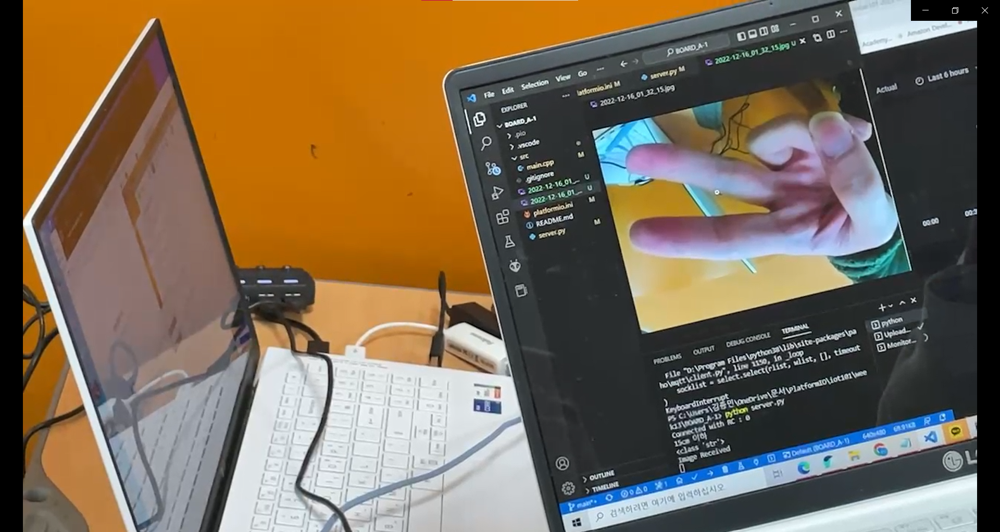 File Edit Selection View Go ...
BOARD_A-1
Academy...
Amazon Devel...
latformio.ini M
server.py M
2022-12-16_01_32_15.jpg U
2022-12-16_01_32_15.jpg
EXPLORER
BOARD_A-1
.pio
.vscode
src
main.cpp M
.gitignore
2022-12-16_01_... U
2022-12-16_01_... U
platformio.ini M
README.md
server.py M
OUTLINE
TIMELINE
Actual
Last 6 hours
00:00
PROBLEMS OUTPUT DEBUG CONSOLE TERMINAL
python
Upload...
Monitor...
File "D:\Program Files\python38\lib\site-packages\pa
ho\mqtt\client.py", line 1150, in _loop
socklist = select.select(rlist, wlist, [], timeout
)
KeyboardInterrupt
PS C:\Users\김종민\OneDrive\문서\PlatformIO\iot101\wee
k13\BOARD_A-1> python server.py
Connected with RC : 0
15cm 이하
<class 'str'>
Image Received
main*+ 0 0 1 Default (BOARD_A-1) 640x480 69.91KB
검색하려면 여기에 입력하십시오.
LG